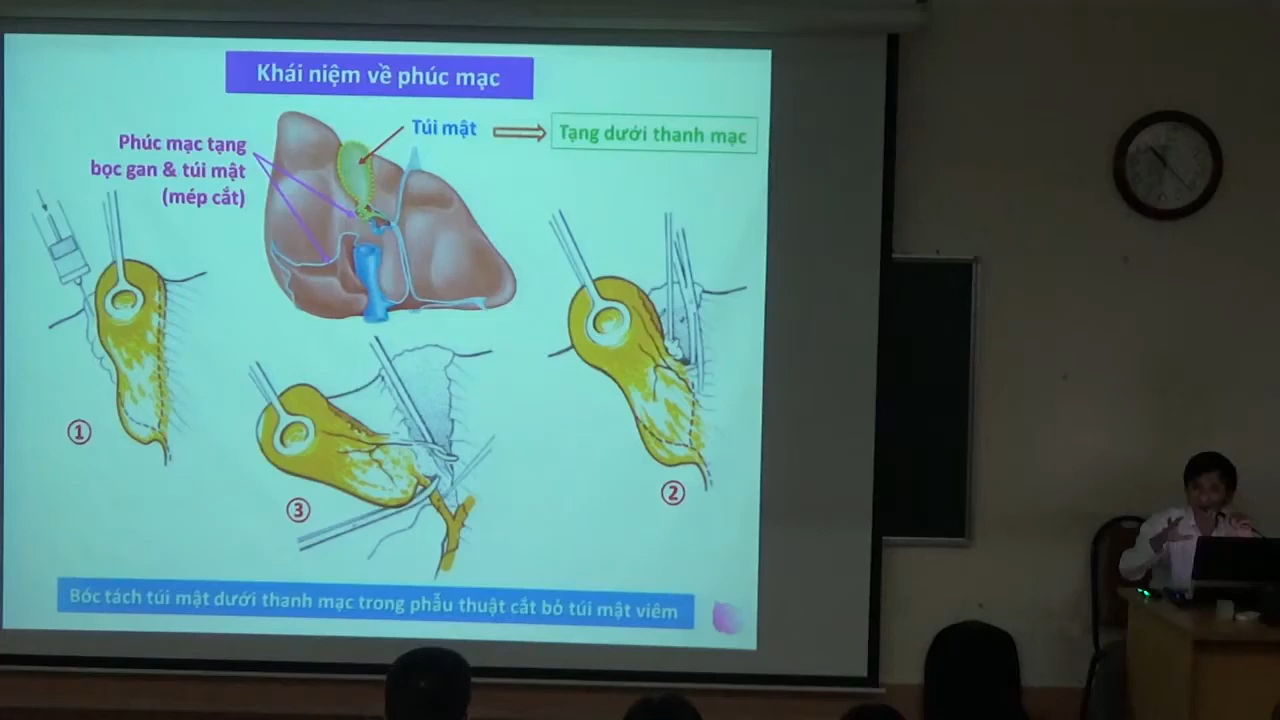 Khái niệm về phúc mạc
Túi mật
Tạng dưới thanh mạc
Phúc mạc tạng
bọc gan & túi mật
(mép cắt)
①
②
③
Bóc tách túi mật dưới thanh mạc trong phẫu thuật cắt bỏ túi mật viêm